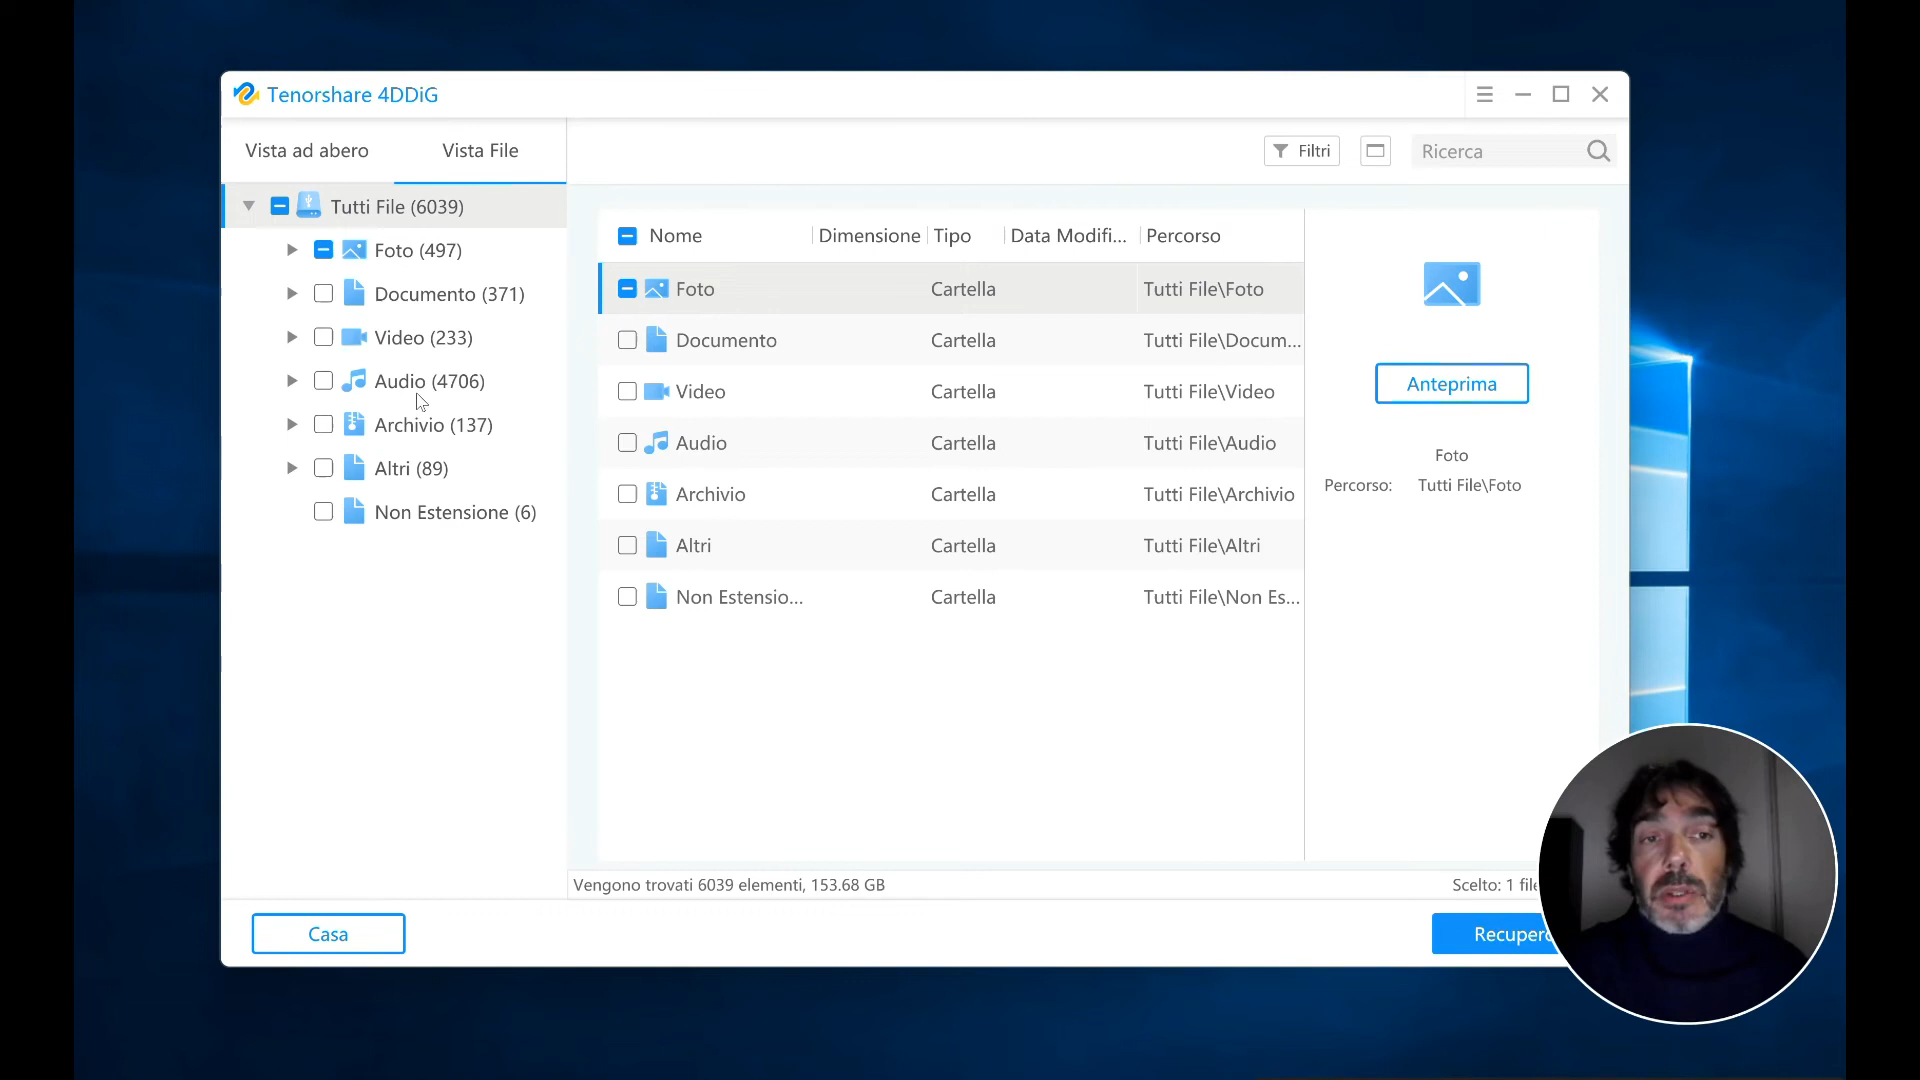 Tenorshare 4DDiG
Vista ad abero
Vista File
Filtri
Ricerca
Tutti File (6039)
Foto (497)
Documento (371)
Video (233)
Audio (4706)
Archivio (137)
Altri (89)
Non Estensione (6)
Nome Dimensione Tipo Data Modifi... Percorso
Foto Cartella Tutti File\Foto
Documento Cartella Tutti File\Docum...
Video Cartella Tutti File\Video
Audio Cartella Tutti File\Audio
Archivio Cartella Tutti File\Archivio
Altri Cartella Tutti File\Altri
Non Estensio... Cartella Tutti File\Non Es...
Anteprima
Foto
Percorso: Tutti File\Foto
Vengono trovati 6039 elementi, 153.68 GB
Scelto: 1 file
Casa
Recupero